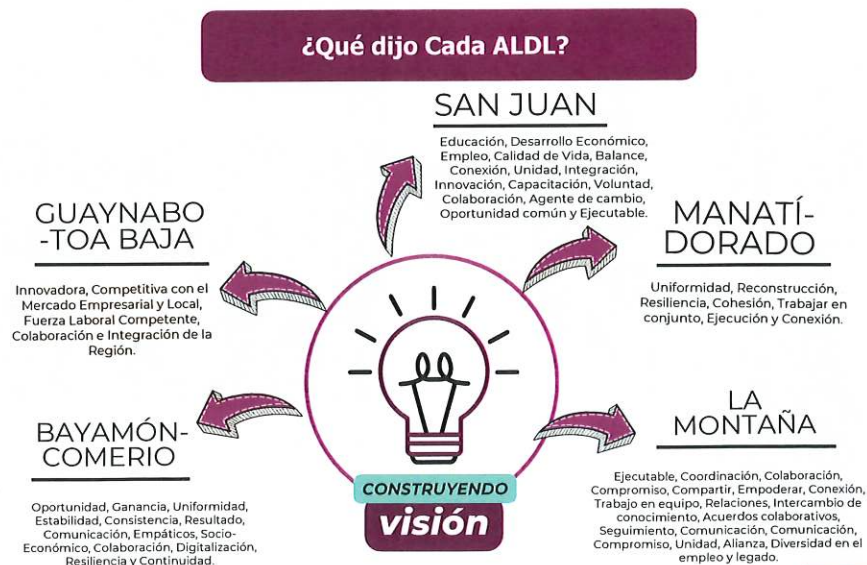 ¿Qué dijo Cada ALDL?
SAN JUAN
Educación, Desarrollo Económico,
Empleo, Calidad de Vida, Balance,
Conexión, Unidad, Integración,
Innovación, Capacitación, Voluntad,
Colaboración, Agente de cambio,
Oportunidad común y Ejecutable.
GUAYNABO
-TOA BAJA
Innovadora, Competitiva con el
Mercado Empresarial y Local,
Fuerza Laboral Competente,
Colaboración e Integración de la
Región.
MANATÍ-
DORADO
Uniformidad, Reconstrucción,
Resiliencia, Cohesión, Trabajar en
conjunto, Ejecución y Conexión.
BAYAMÓN-
COMERIO
Oportunidad, Ganancia, Uniformidad,
Estabilidad, Consistencia, Resultado,
Comunicación, Empáticos, Socio-
Económico, Colaboración, Digitalización,
Resiliencia y Continuidad.
LA
MONTAÑA
Ejecutable, Coordinación, Colaboración,
Compromiso, Compartir, Empoderar, Conexión,
Trabajo en equipo, Relaciones, Intercambio de
conocimiento, Acuerdos colaborativos,
Seguimiento, Comunicación, Comunicación,
Compromiso, Unidad, Alianza, Diversidad en el
empleo y legado.
CONSTRUYENDO
visión